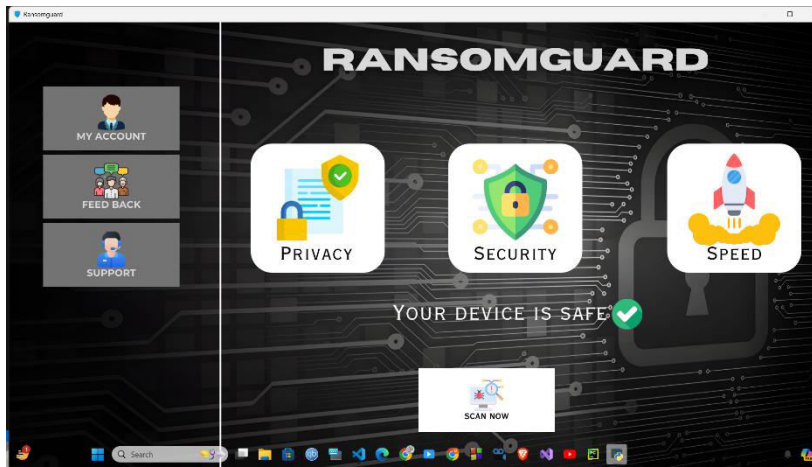 Ransomguard
RANSOMGUARD
MY ACCOUNT
FEED BACK
SUPPORT
PRIVACY
SECURITY
SPEED
YOUR DEVICE IS SAFE
SCAN NOW
Search